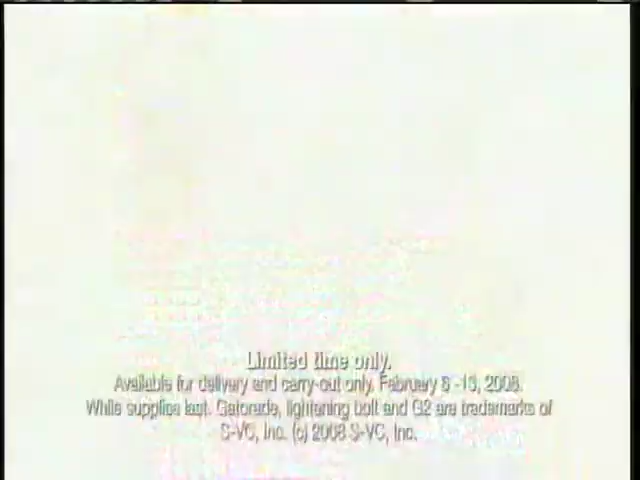 Limited time only.
Available for delivery and carry-out only. February 6 -13, 2008.
While supplies last. Gatorade, lightening bolt and G2 are trademarks of
S-VC, Inc. (c) 2008 S-VC, Inc.